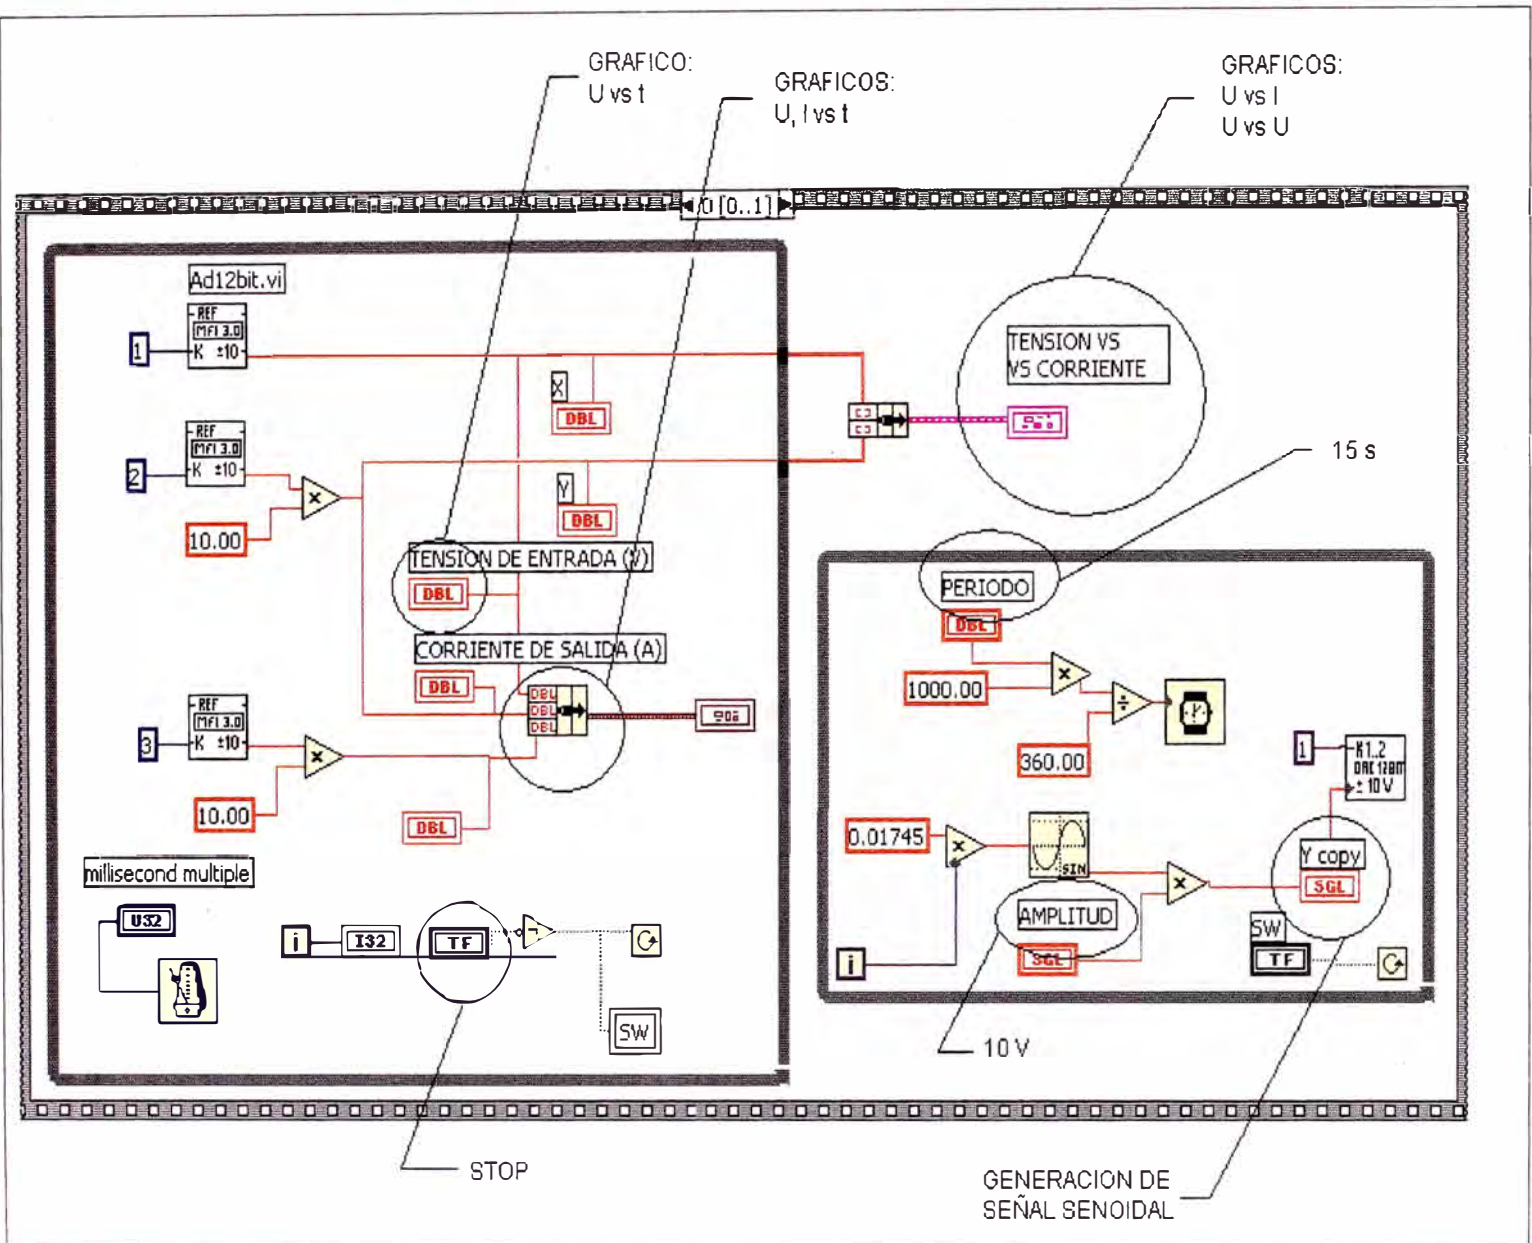 GRAFICO:
U vs t
GRAFICOS:
U, I vs t
GRAFICOS:
U vs I
U vs U
0 [0..1]
Ad12bit.vi
REF
MFI 3.0
K ±10
1
X
DBL
TENSION VS
VS CORRIENTE
REF
MFI 3.0
K ±10
2
×
10.00
Y
DBL
15 s
TENSION DE ENTRADA (V)
DBL
PERIODO
DBL
CORRIENTE DE SALIDA (A)
DBL
DBL
DBL
DBL
1000.00
×
÷
REF
MFI 3.0
K ±10
3
×
10.00
DBL
360.00
1
K1..2
± 10V
0.01745
×
SIN
×
Y copy
SGL
millisecond multiple
U32
i
I32
TF
SW
AMPLITUD
SGL
SW
TF
i
10 V
STOP
GENERACION DE
SEÑAL SENOIDAL